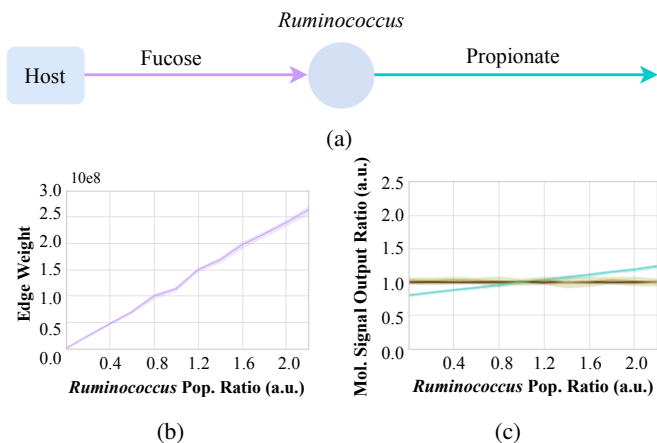 Ruminococcus
Host
Fucose
Propionate
(a)
10e8
3.0
2.5
2.0
1.5
1.0
0.5
0.0
Edge Weight
0.4
0.8
1.2
1.6
2.0
Ruminococcus Pop. Ratio (a.u.)
(b)
Mol. Signal Output Ratio (a.u.)
2.5
2.0
1.5
1.0
0.5
0.0
0.4
0.8
1.2
1.6
2.0
Ruminococcus Pop. Ratio (a.u.)
(c)